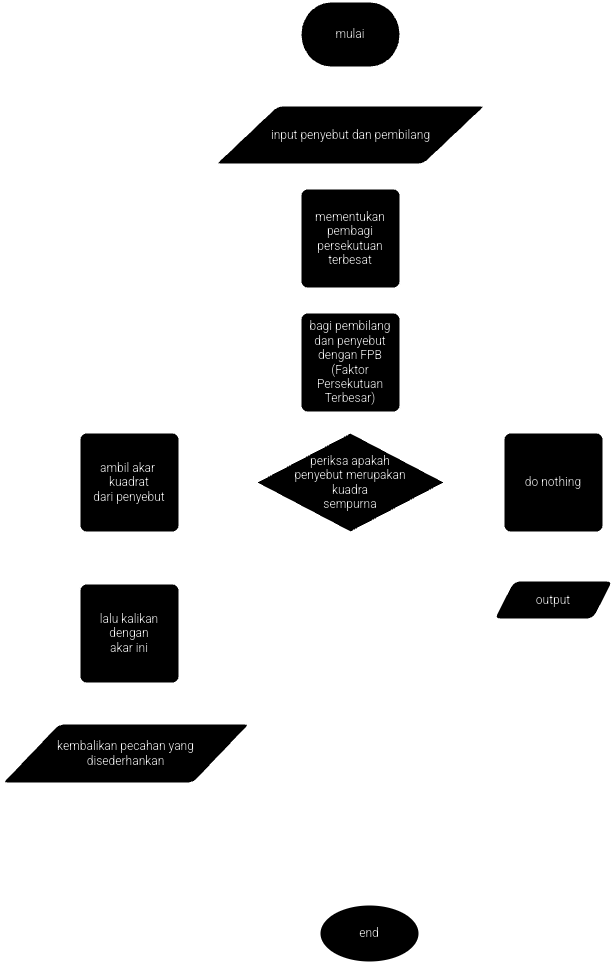 mulai
input penyebut dan pembilang
mementukan
pembagi
persekutuan
terbesat
bagi pembilang
dan penyebut
dengan FPB
(Faktor
Persekutuan
Terbesar)
ambil akar
kuadrat
dari penyebut
periksa apakah
penyebut merupakan
kuadra
sempurna
do nothing
output
lalu kalikan
dengan
akar ini
kembalikan pecahan yang
disederhankan
end